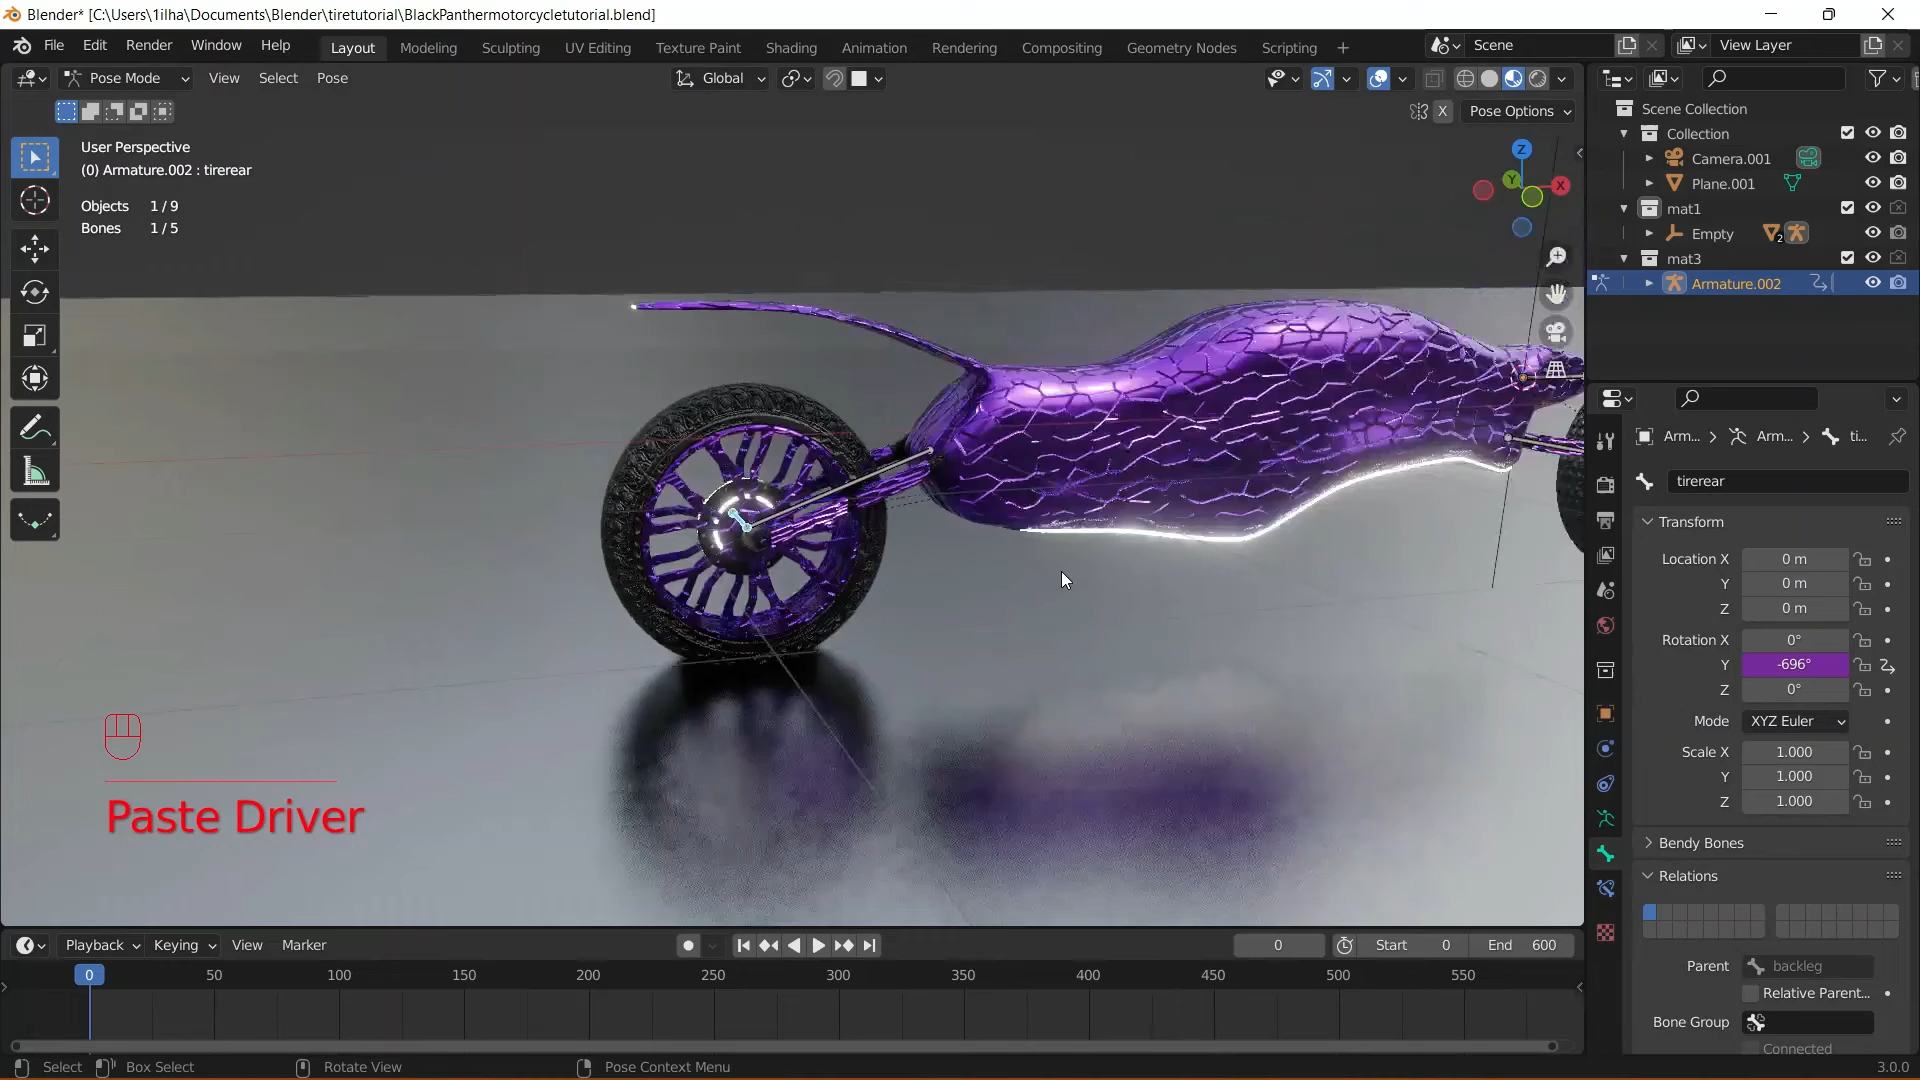 Blender* [C:\Users\1ilha\Documents\Blender\tiretutorial\BlackPanthermotorcycletutorial.blend]
File Edit Render Window Help Layout Modeling Sculpting UV Editing Texture Paint Shading Animation Rendering Compositing Geometry Nodes Scripting + Scene View Layer
Pose Mode View Select Pose Global
X Pose Options
User Perspective
(0) Armature.002 : tirerear
Objects 1/9
Bones 1/5
Z
Y
X
Scene Collection
Collection
Camera.001
Plane.001
mat1
Empty 2
mat3
Armature.002
Arm... Arm... ti...
tirerear
Transform
Location X 0 m
Y 0 m
Z 0 m
Rotation X 0°
Y -696°
Z 0°
Mode XYZ Euler
Scale X 1.000
Y 1.000
Z 1.000
Bendy Bones
Relations
Parent backleg
Relative Parent...
Bone Group
Connected
Paste Driver
Playback Keying View Marker 0 Start 0 End 600
0 50 100 150 200 250 300 350 400 450 500 550
Select Box Select Rotate View Pose Context Menu 3.0.0